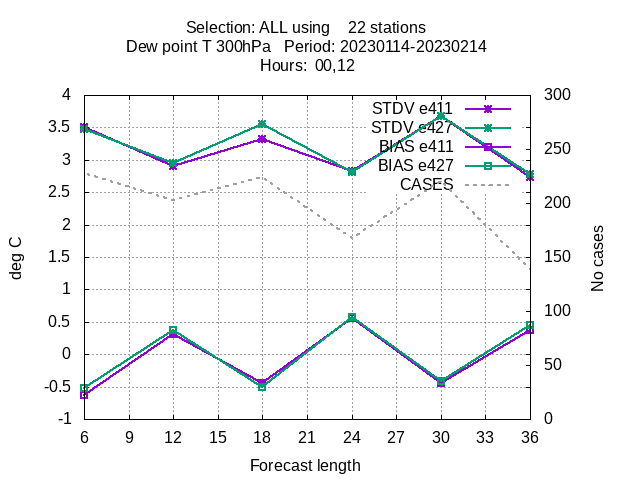 Selection: ALL using 22 stations
Dew point T 300hPa Period: 20230114-20230214
Hours: 00,12
STDV e411
STDV e427
BIAS e411
BIAS e427
CASES
deg C
4
3.5
3
2.5
2
1.5
1
0.5
0
-0.5
-1
No cases
300
250
200
150
100
50
0
6 9 12 15 18 21 24 27 30 33 36
Forecast length